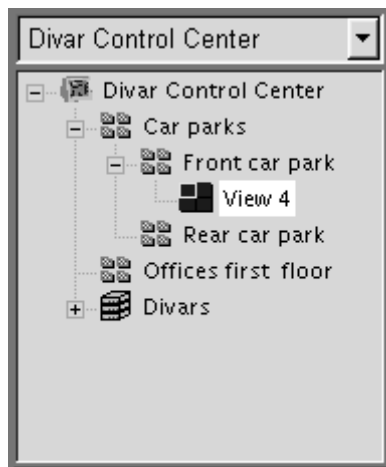 Divar Control Center
Divar Control Center
Car parks
Front car park
View 4
Rear car park
Offices first floor
Divars